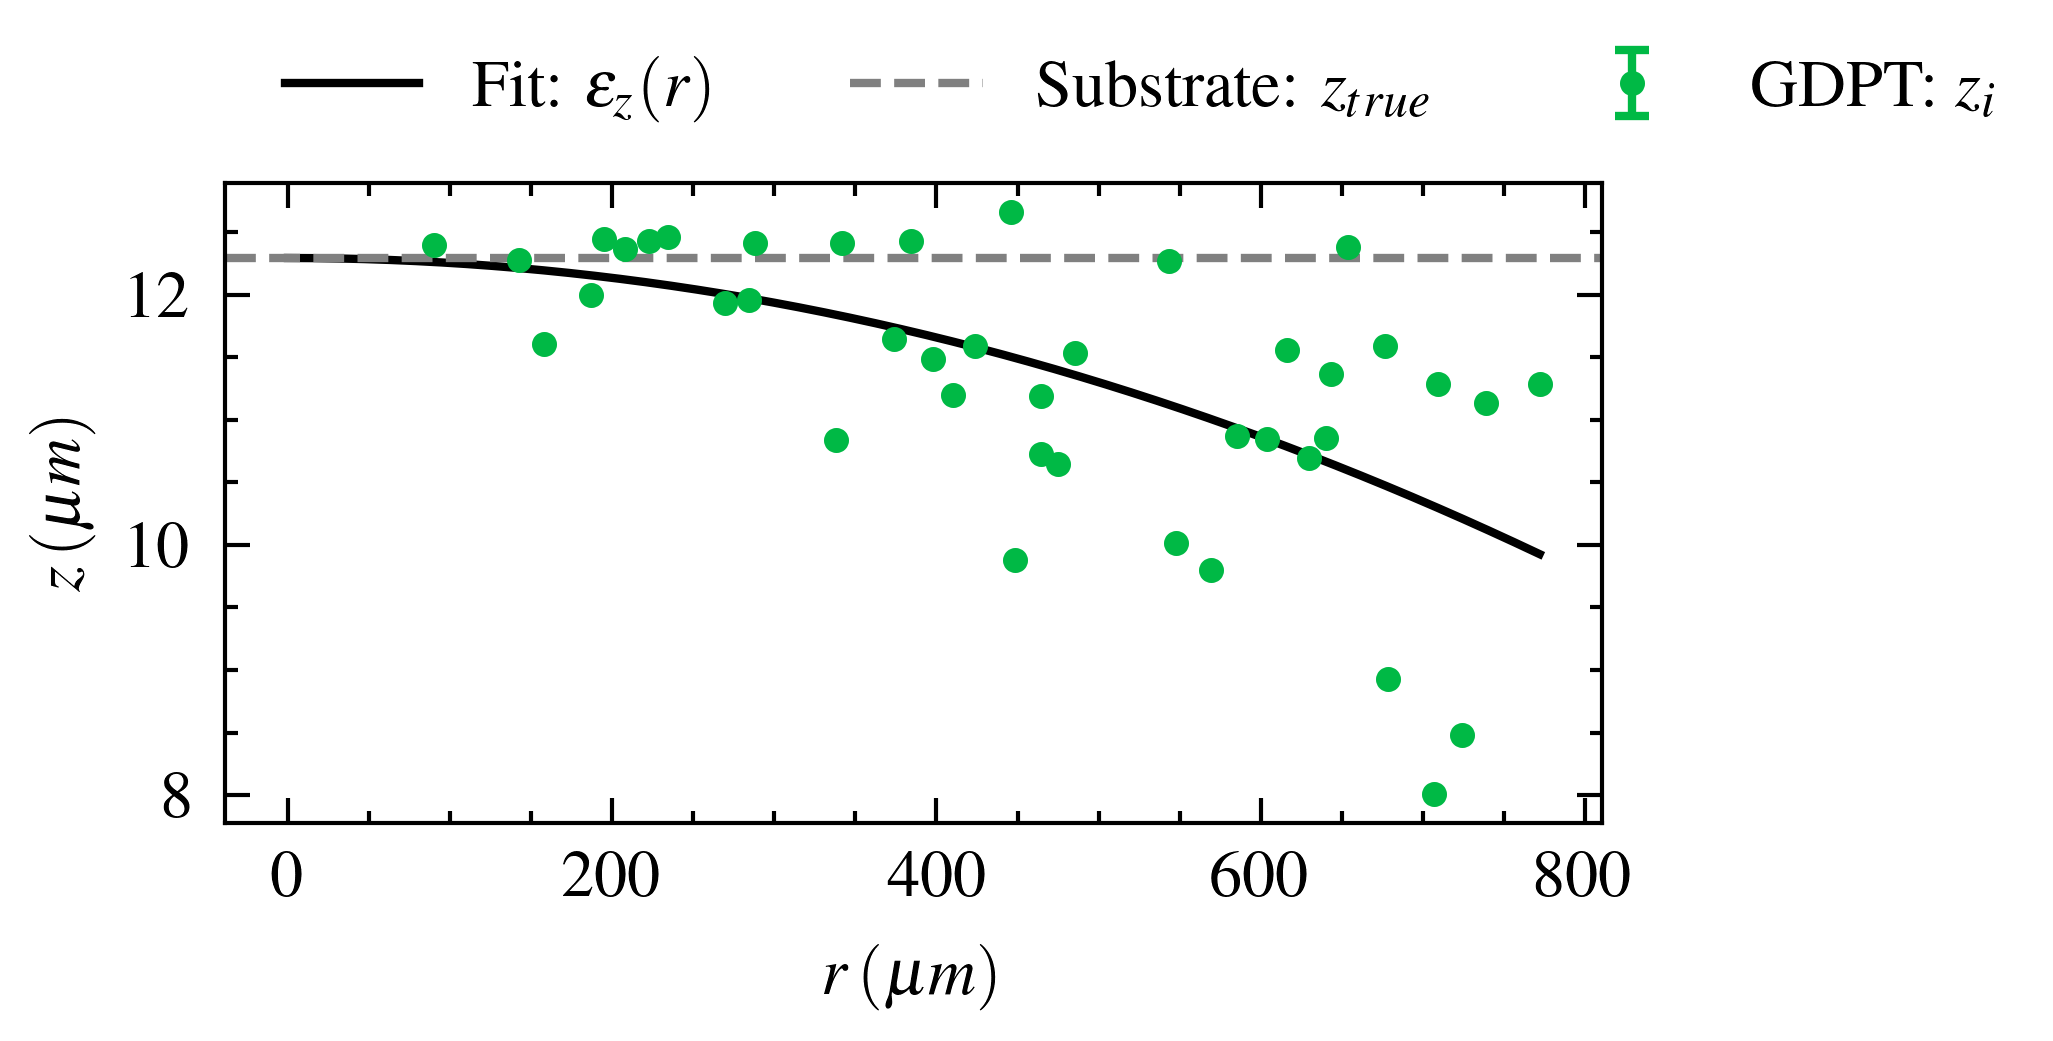 Fit: εz(r) Substrate: ztrue GDPT: zi
12
10
8
z (μm)
0 200 400 600 800
r (μm)